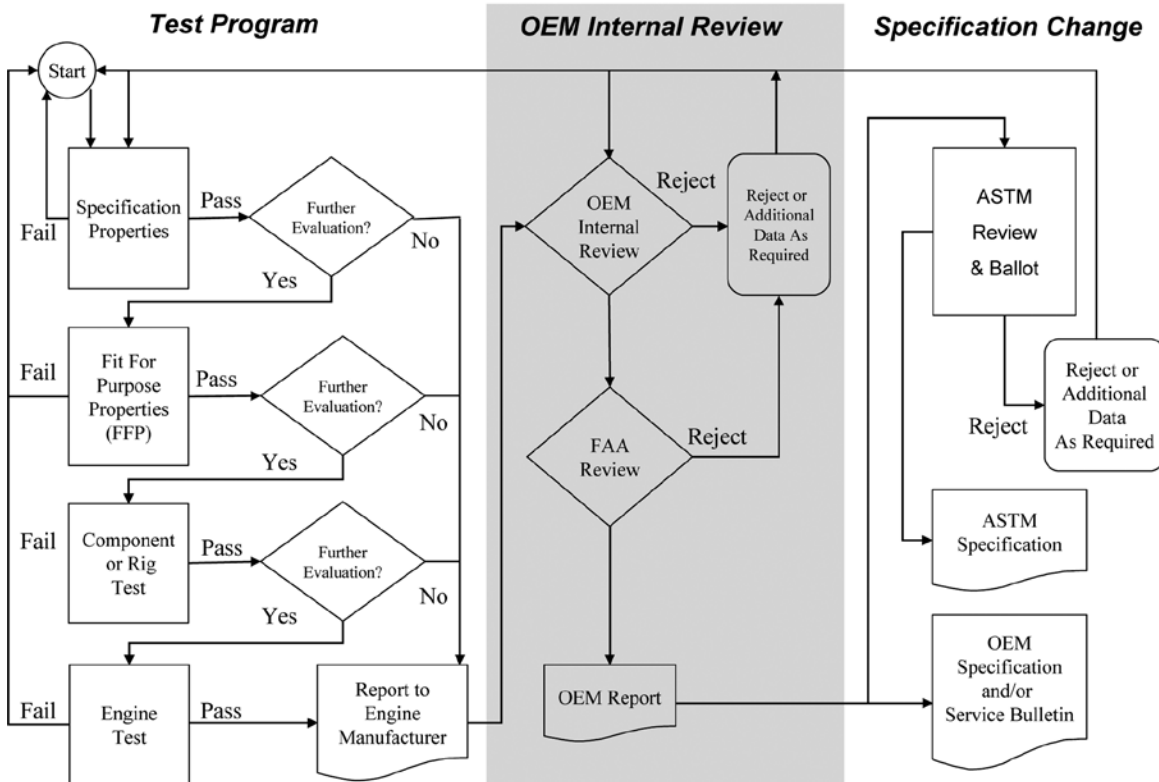 Test Program
OEM Internal Review
Specification Change
Start
Specification
Properties
Pass
Fail
Further
Evaluation?
No
Yes
Fit For
Purpose
Properties
(FFP)
Pass
Fail
Further
Evaluation?
No
Yes
Component
or Rig
Test
Pass
Fail
Further
Evaluation?
No
Yes
Engine
Test
Pass
Fail
Report to
Engine
Manufacturer
OEM
Internal
Review
Reject
Reject or
Additional
Data As
Required
FAA
Review
Reject
OEM Report
ASTM
Review
& Ballot
Reject
Reject or
Additional
Data
As Required
ASTM
Specification
OEM
Specification
and/or
Service Bulletin